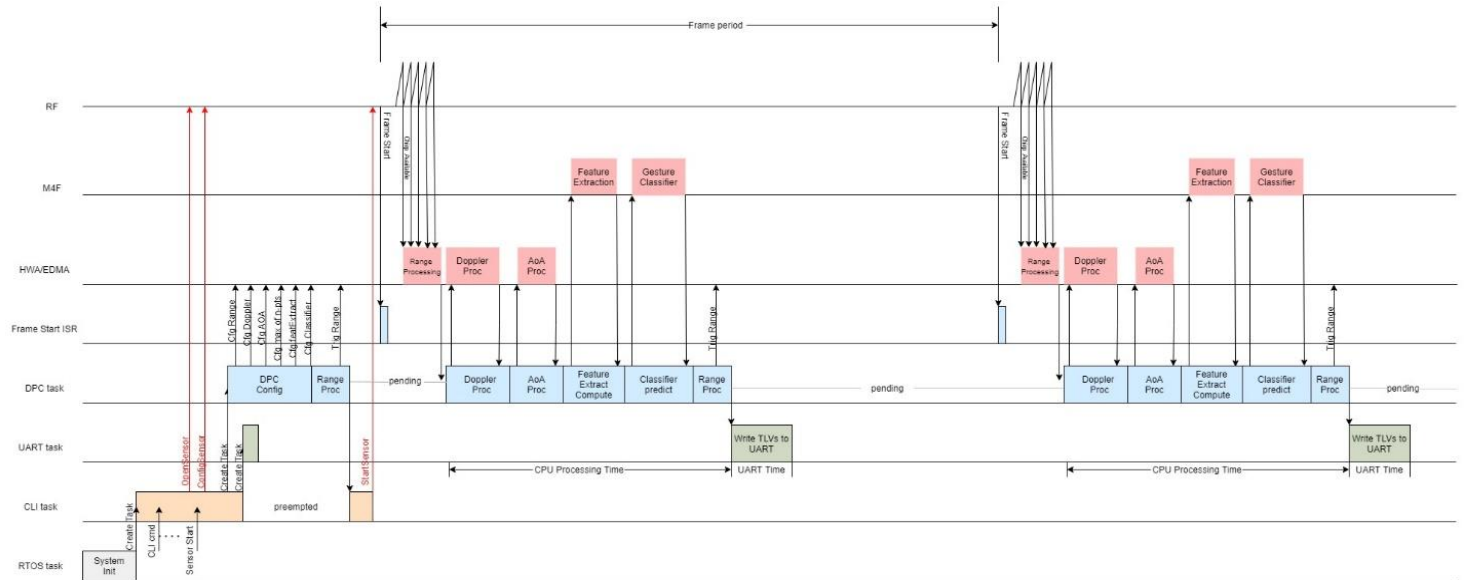 Frame period
RF
Frame Start
Chirp Available
Frame Start
Chirp Available
M4F
Feature
Extraction
Gesture
Classifier
Feature
Extraction
Gesture
Classifier
HWA/EDMA
Range
Processing
Doppler
Proc
AoA
Proc
Range
Processing
Doppler
Proc
AoA
Proc
Frame Start ISR
Cfg Range
Cfg Doppler
Cfg AOA
Cfg max of n-pts
Cfg featExtract
Cfg Classifier
Trig Range
Trig Range
Trig Range
DPC task
DPC
Config
Range
Proc
pending
Doppler
Proc
AoA
Proc
Feature
Extract
Compute
Classifier
predict
Range
Proc
pending
Doppler
Proc
AoA
Proc
Feature
Extract
Compute
Classifier
predict
Range
Proc
pending
UART task
OpenSensor
ConfigSensor
Create Task
Create Task
StartSensor
Write TLVs to
UART
Write TLVs to
UART
CPU Processing Time
UART Time
CPU Processing Time
UART Time
CLI task
preempted
Create Task
CLI cmd
Sensor Start
RTOS task
System
Init